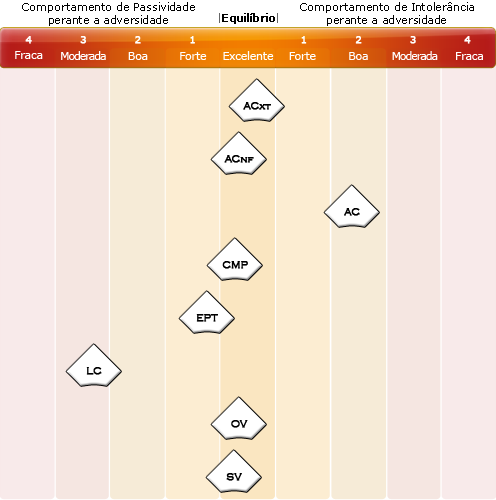 Comportamento de Passividade
perante a adversidade
|Equilíbrio|
Comportamento de Intolerância
perante a adversidade
4 3 2 1 1 2 3 4
Fraca Moderada Boa Forte Excelente Forte Boa Moderada Fraca
ACXT
ACNF
AC
CMP
EPT
LC
OV
SV